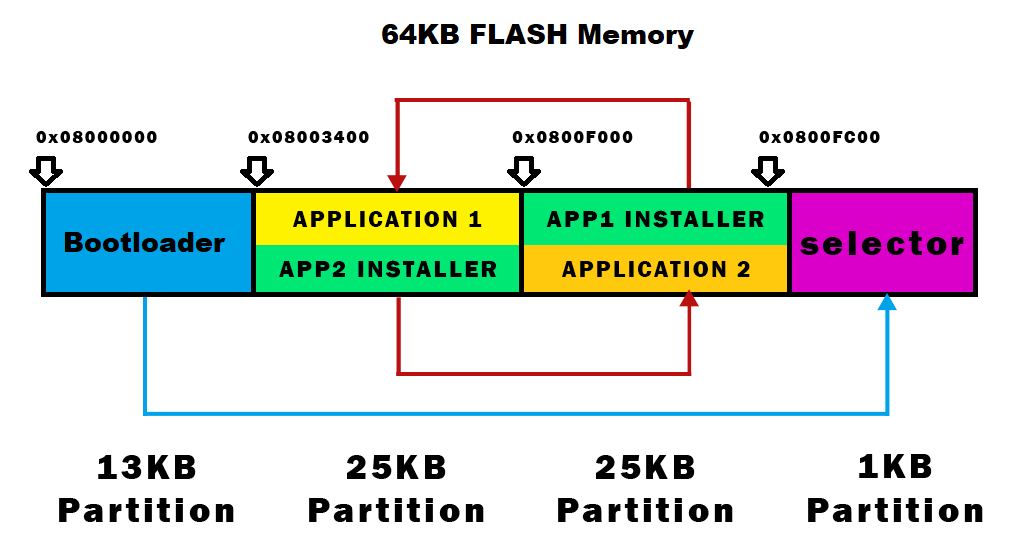 64KB FLASH Memory
0x08000000
0x08003400
0x0800F000
0x0800FC00
Bootloader
APPLICATION 1
APP2 INSTALLER
APP1 INSTALLER
APPLICATION 2
selector
13KB
Partition
25KB
Partition
25KB
Partition
1KB
Partition